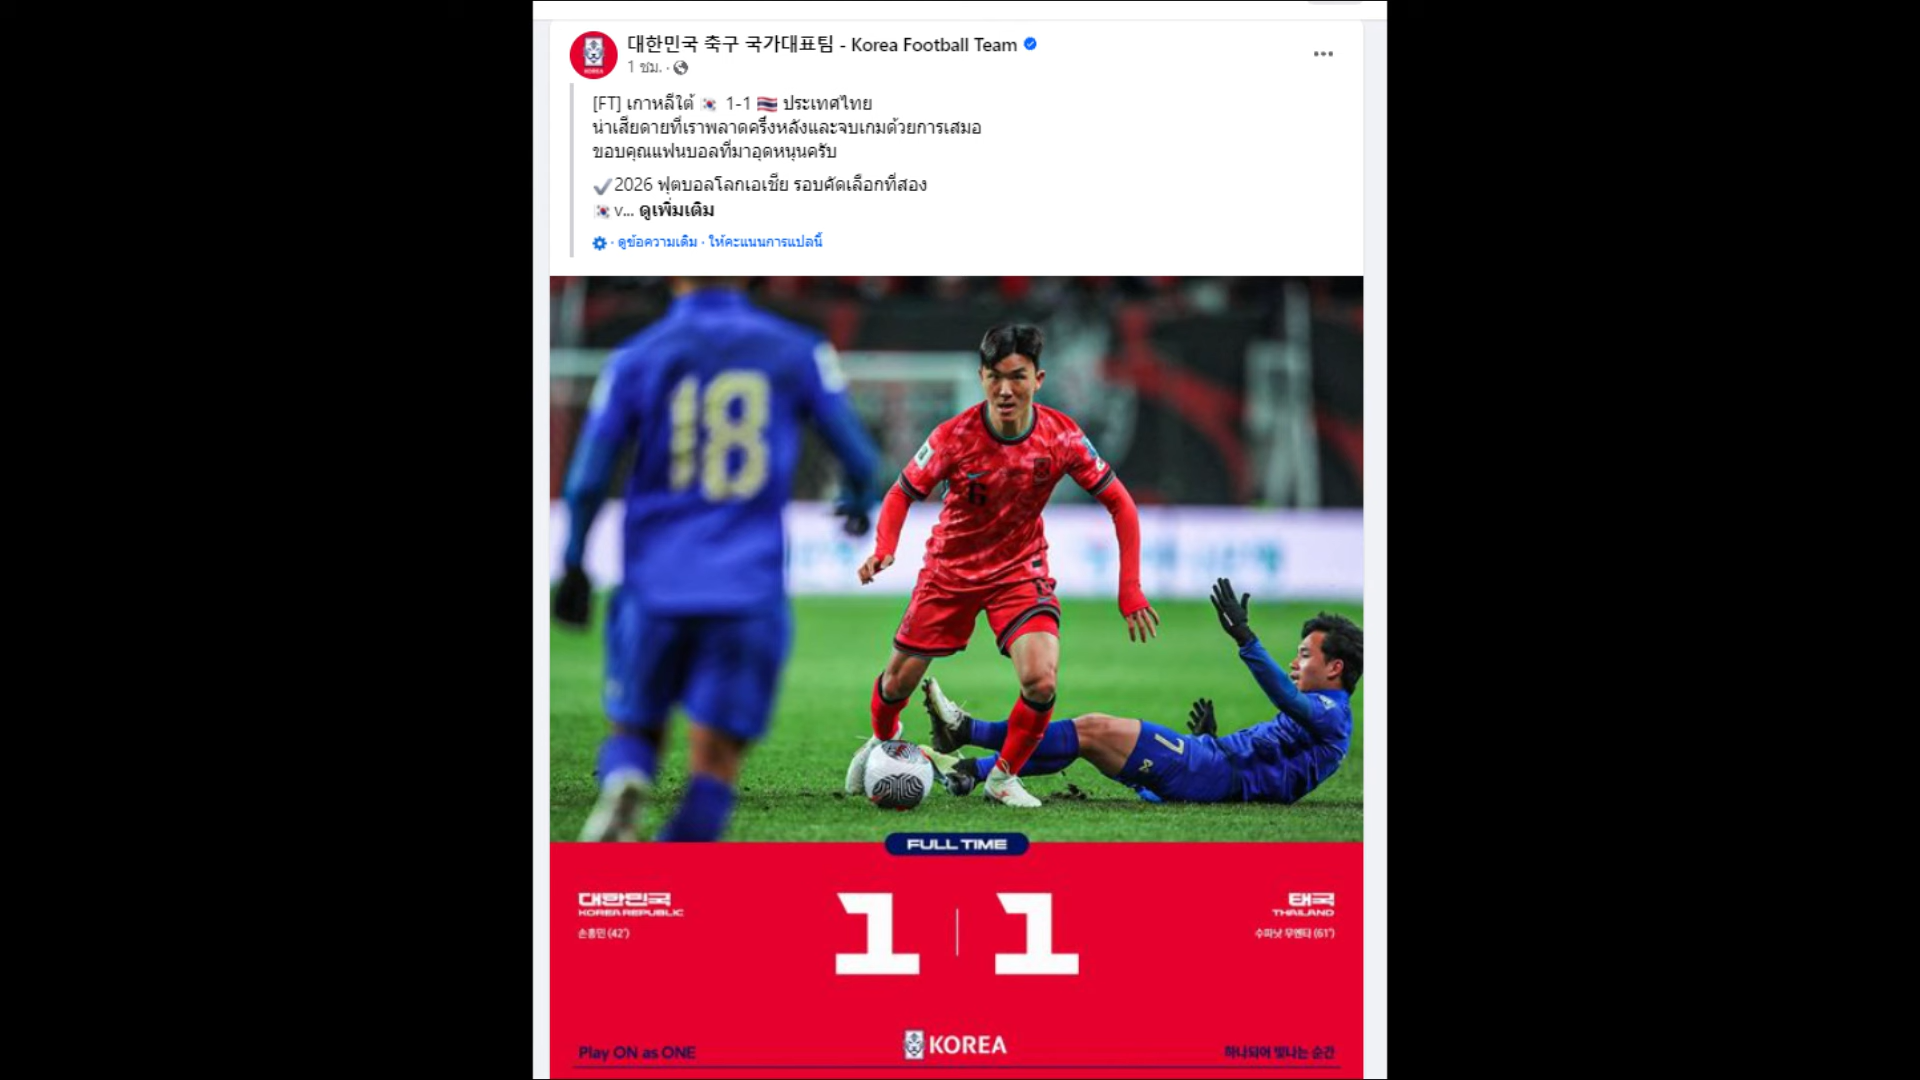 대한민국 축구 국가대표팀 - Korea Football Team
1 ชม. ·
[FT] เกาหลีใต้ 🇰🇷 1-1 🇹🇭 ประเทศไทย
น่าเสียดายที่เราพลาดครึ่งหลังและจบเกมด้วยการเสมอ
ขอบคุณแฟนบอลที่มาอุดหนุนครับ
✔2026 ฟุตบอลโลกเอเชีย รอบคัดเลือกที่สอง
🇰🇷 v... ดูเพิ่มเติม
· ดูข้อความเดิม · ให้คะแนนการแปลนี้
18
6
7
FULL TIME
대한민국
KOREA REPUBLIC
손흥민 (42')
1 | 1
태국
THAILAND
수파낫 무엔타 (61')
KOREA
Play ON as ONE
하나되어 빛나는 순간